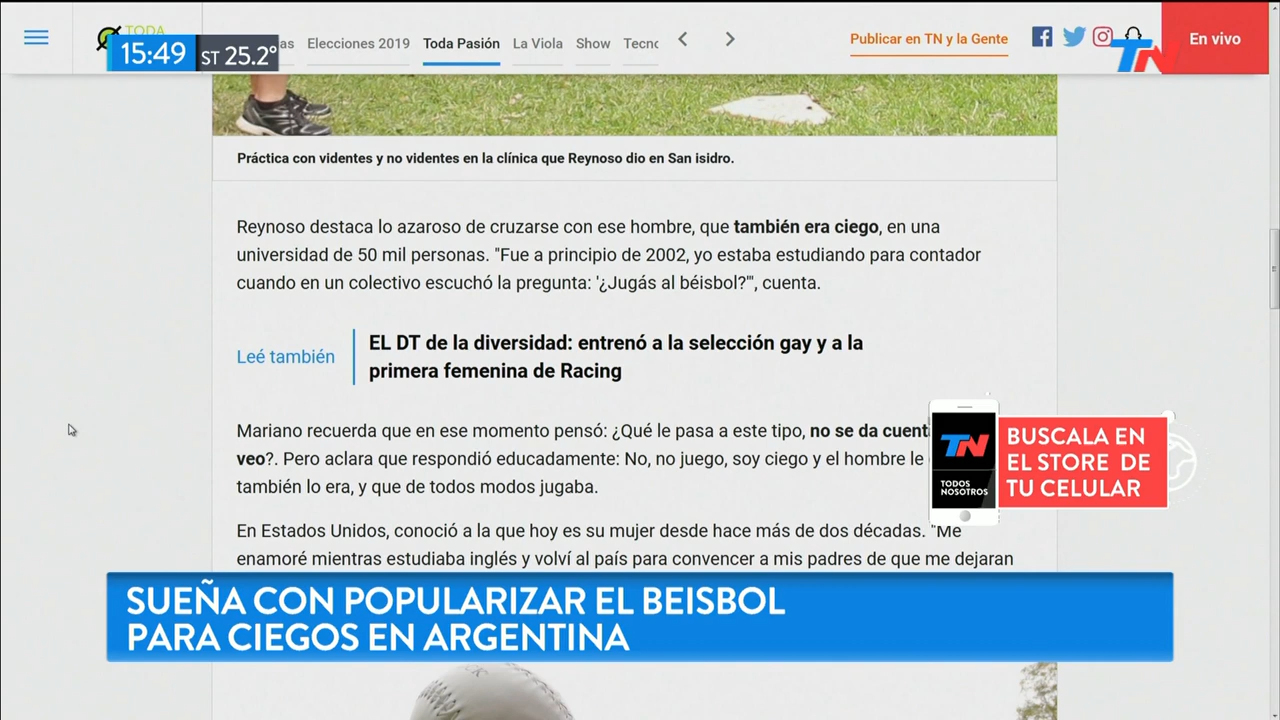 TODA
15:49 ST 25.2°
as Elecciones 2019 Toda Pasión La Viola Show Tecno
Publicar en TN y la Gente
TN
En vivo
Práctica con videntes y no videntes en la clínica que Reynoso dio en San isidro.
Reynoso destaca lo azaroso de cruzarse con ese hombre, que también era ciego, en una
universidad de 50 mil personas. "Fue a principio de 2002, yo estaba estudiando para contador
cuando en un colectivo escuchó la pregunta: '¿Jugás al béisbol?'", cuenta.
Leé también
EL DT de la diversidad: entrenó a la selección gay y a la
primera femenina de Racing
Mariano recuerda que en ese momento pensó: ¿Qué le pasa a este tipo, no se da cuent
veo?. Pero aclara que respondió educadamente: No, no juego, soy ciego y el hombre le
también lo era, y que de todos modos jugaba.
TN
TODOS
NOSOTROS
BUSCALA EN
EL STORE DE
TU CELULAR
En Estados Unidos, conoció a la que hoy es su mujer desde hace más de dos décadas. "Me
enamoré mientras estudiaba inglés y volví al país para convencer a mis padres de que me dejaran
SUEÑA CON POPULARIZAR EL BEISBOL
PARA CIEGOS EN ARGENTINA